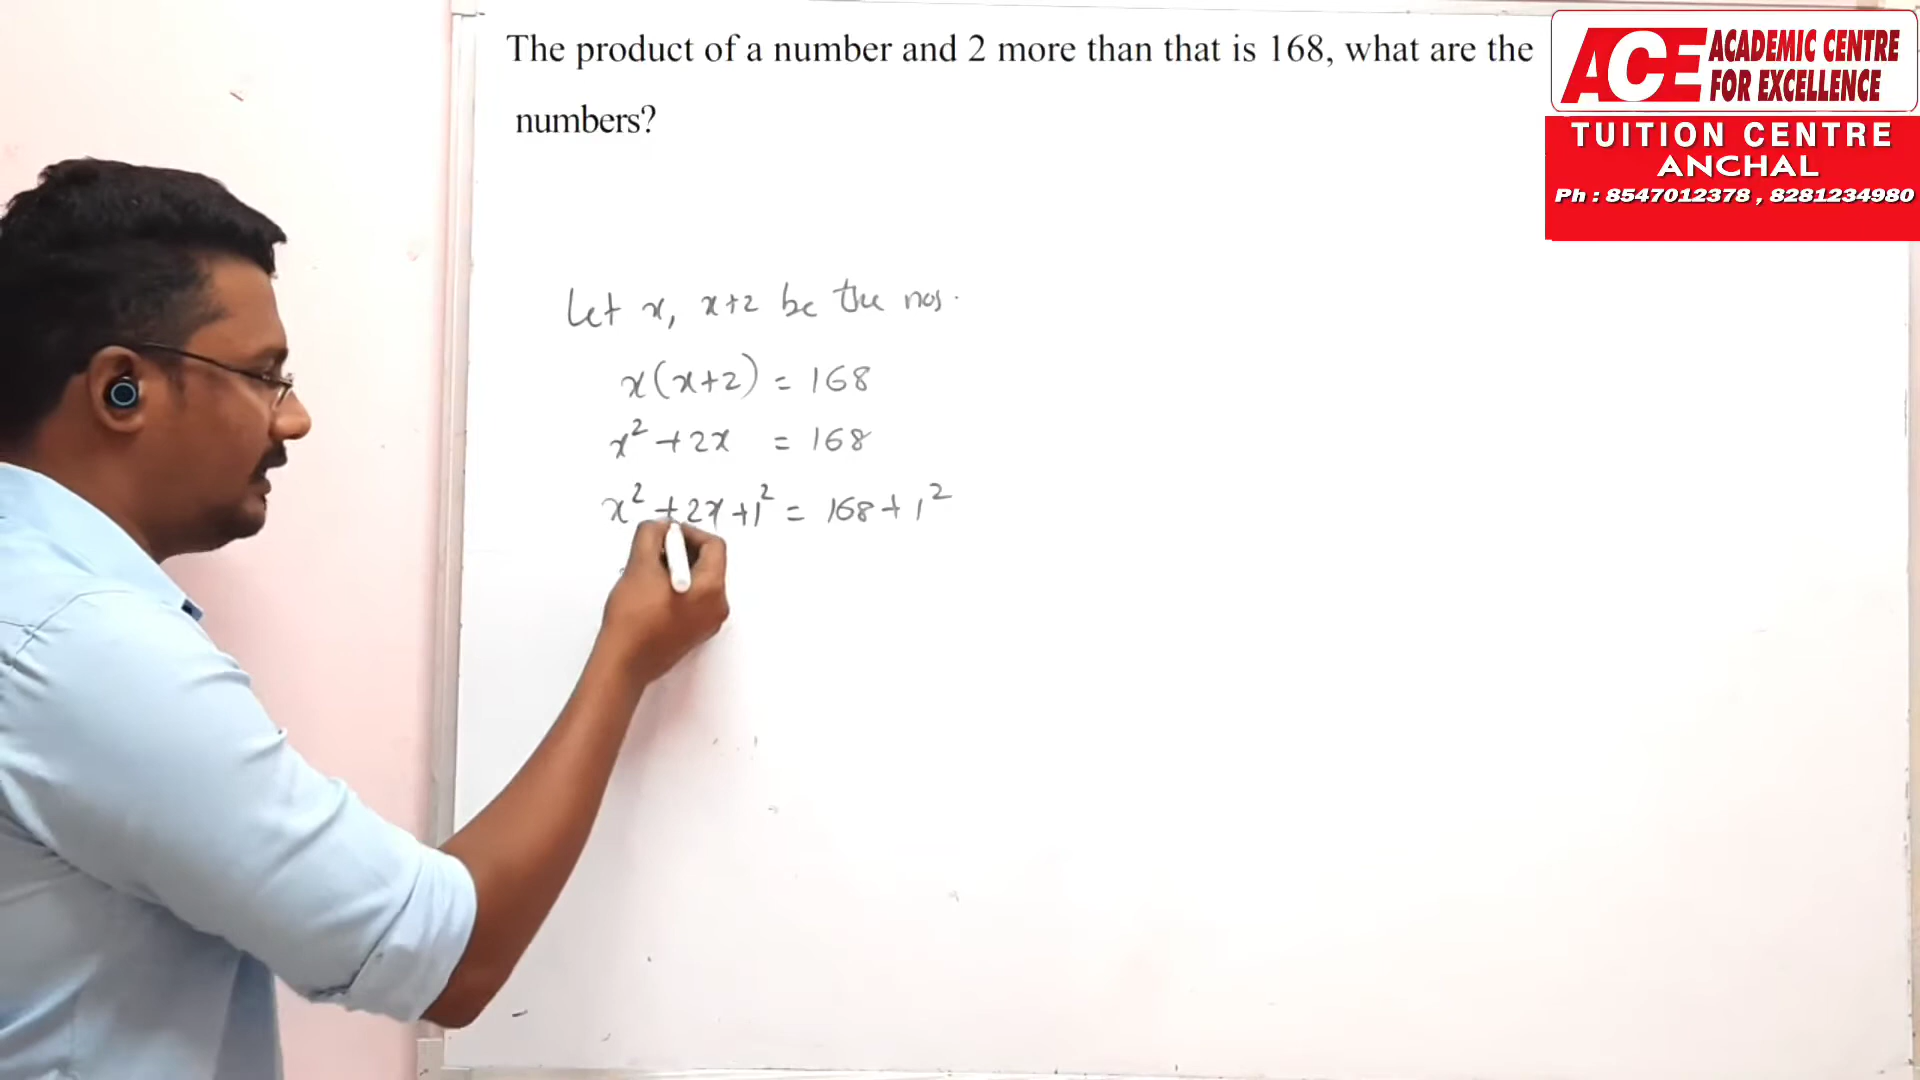 The product of a number and 2 more than that is 168, what are the
numbers?
ACE ACADEMIC CENTRE
FOR EXCELLENCE
TUITION CENTRE
ANCHAL
Ph : 8547012378 , 8281234980
Let x, x+2 be the nos.
x(x+2) = 168
x² + 2x = 168
x² + 2x + 1² = 168 + 1²